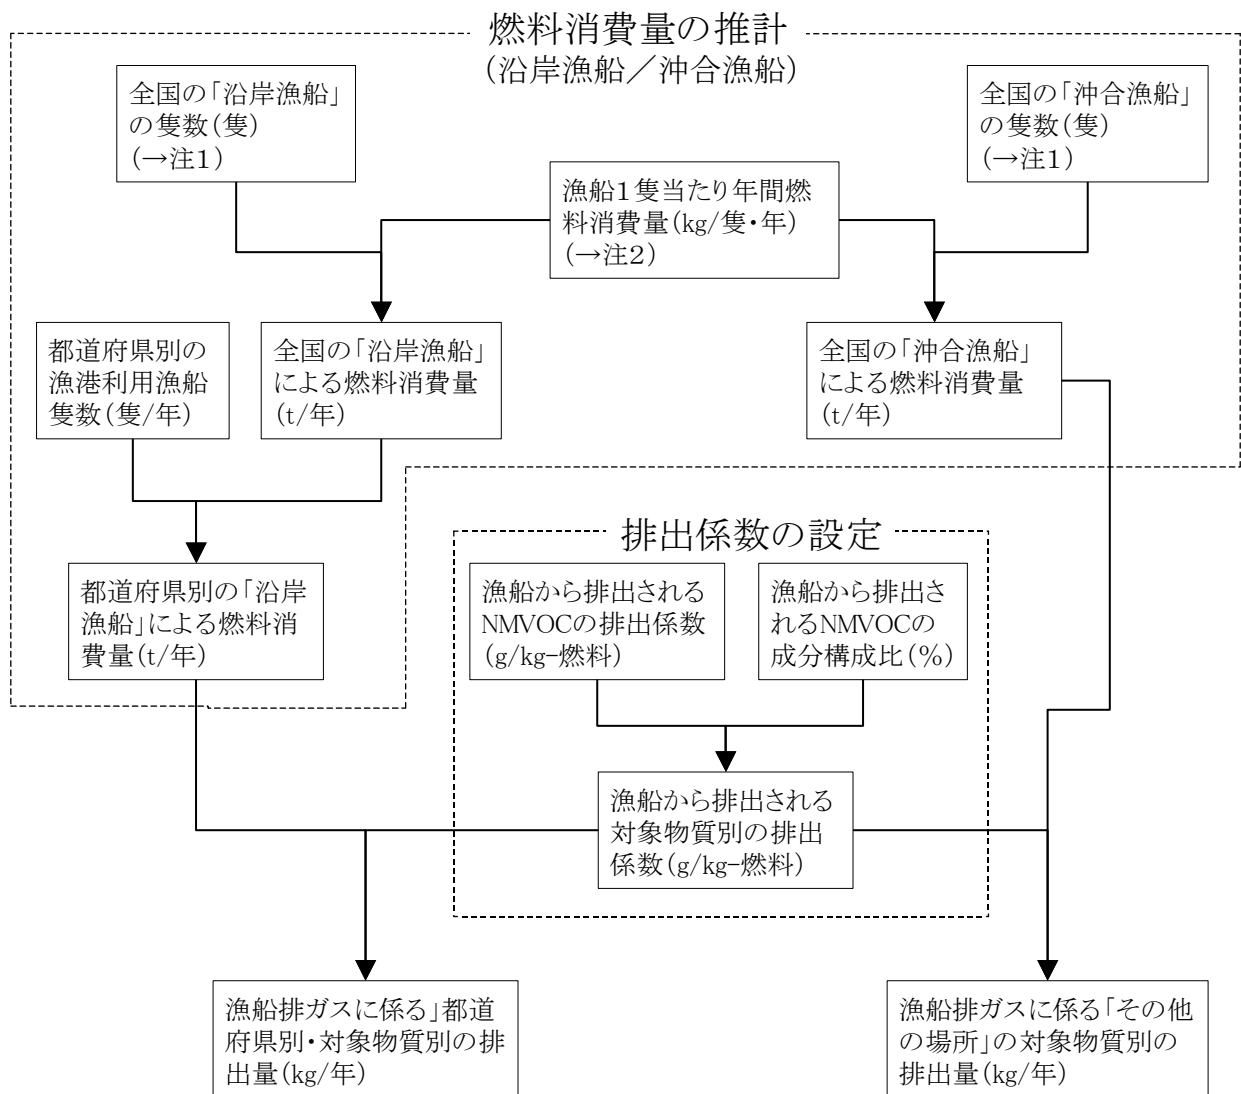 燃料消費量の推計
(沿岸漁船／沖合漁船)
全国の「沿岸漁船」
の隻数(隻)
(→注１)
全国の「沖合漁船」
の隻数(隻)
(→注１)
漁船１隻当たり年間燃
料消費量(kg/隻・年)
(→注２)
都道府県別の
漁港利用漁船
隻数(隻/年)
全国の「沿岸漁船」
による燃料消費量
(t/年)
全国の「沖合漁船」
による燃料消費量
(t/年)
排出係数の設定
都道府県別の「沿岸
漁船」による燃料消
費量(t/年)
漁船から排出される
NMVOCの排出係数
(g/kg-燃料)
漁船から排出さ
れるNMVOCの
成分構成比(%)
漁船から排出される
対象物質別の排出
係数(g/kg-燃料)
漁船排ガスに係る」都道
府県別・対象物質別の排
出量(kg/年)
漁船排ガスに係る「その他
の場所」の対象物質別の
排出量(kg/年)